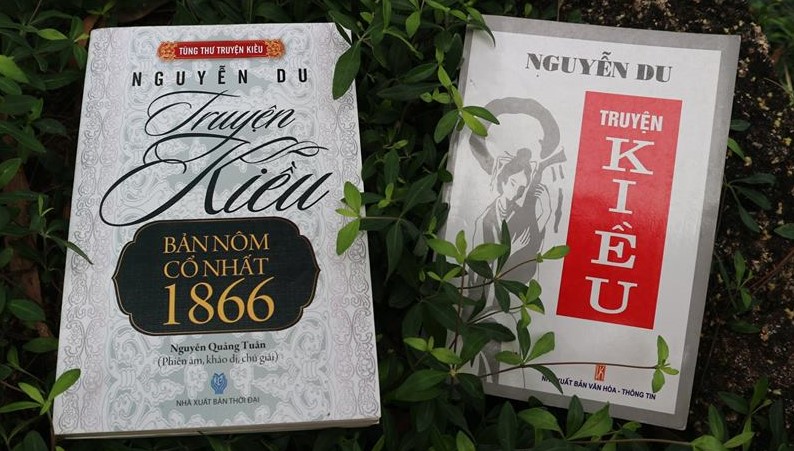 TÙNG THƯ TRUYỆN KIỀU
NGUYỄN DU
Truyện
Kiều
BẢN NÔM
CỔ NHẤT
1866
Nguyễn Quảng Tuân
(Phiên âm, khảo dị, chú giải)
NHÀ XUẤT BẢN THỜI ĐẠI
NGUYỄN DU
TRUYỆN
K
I
Ề
U
NHÀ XUẤT BẢN VĂN HÓA - THÔNG TIN